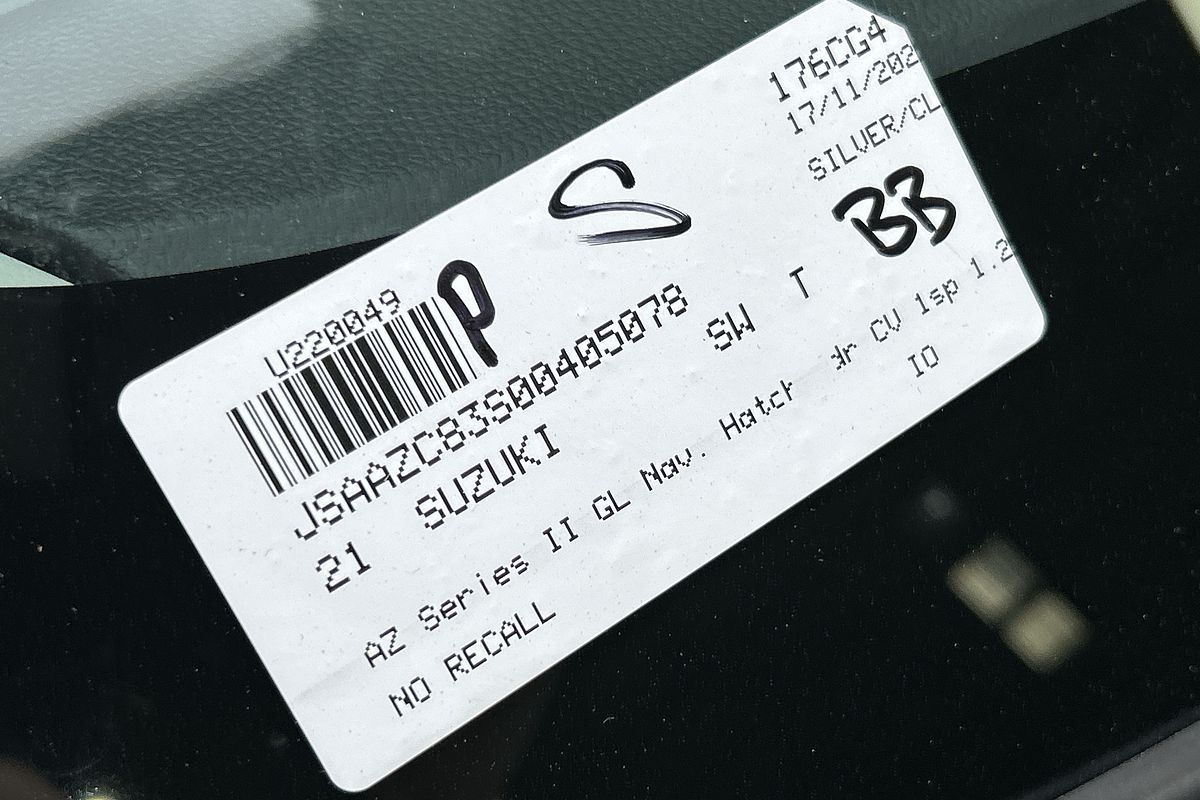 176CG4
17/11/202
SILVER/CL
S
BB
U220049
P
JSAAZC83S00405078
21 SUZUKI SW T
AZ Series II GL Nav. Hatch CV 1sp 1.2
NO RECALL IO